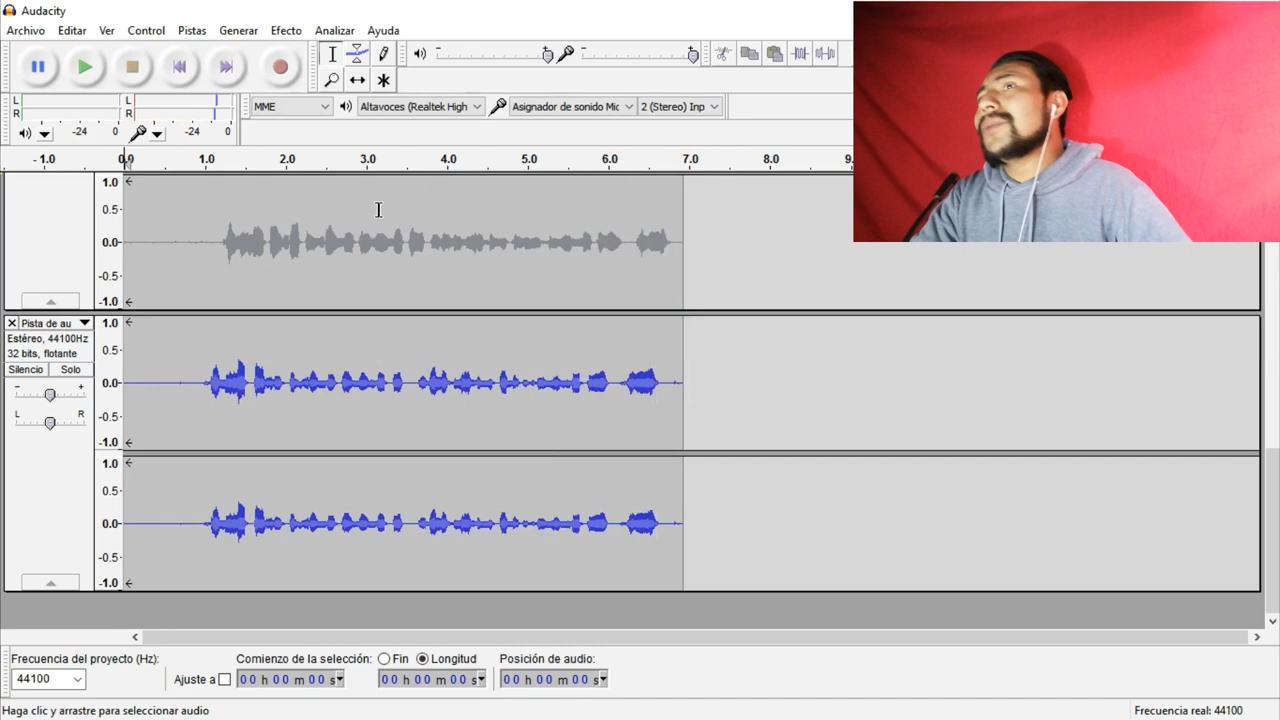 Audacity
Archivo Editar Ver Control Pistas Generar Efecto Analizar Ayuda
L R
R
-24 0 -24 0
MME Altavoces (Realtek High Asignador de sonido Mic 2 (Stereo) Inp
-1.0 0.0 1.0 2.0 3.0 4.0 5.0 6.0 7.0 8.0 9.
1.0
0.5
0.0
-0.5
-1.0
Pista de au
Estéreo, 44100Hz
32 bits, flotante
Silencio Solo
- +
L R
1.0
0.5
0.0
-0.5
-1.0
1.0
0.5
0.0
-0.5
-1.0
Frecuencia del proyecto (Hz):
44100
Ajuste a
Comienzo de la selección: Fin Longitud
00 h 00 m 00 s 00 h 00 m 00 s
Posición de audio:
00 h 00 m 00 s
Haga clic y arrastre para seleccionar audio
Frecuencia real: 44100